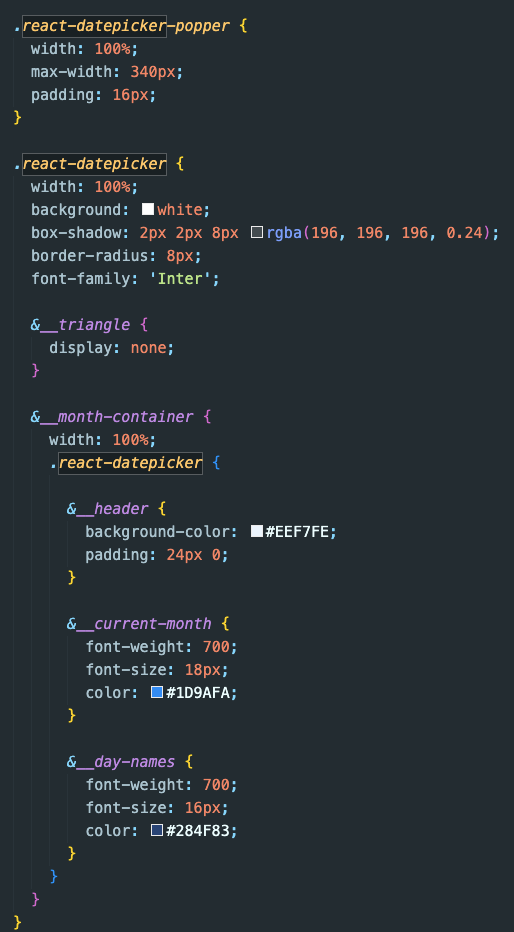 .react-datepicker-popper {
  width: 100%;
  max-width: 340px;
  padding: 16px;
}

.react-datepicker {
  width: 100%;
  background: white;
  box-shadow: 2px 2px 8px rgba(196, 196, 196, 0.24);
  border-radius: 8px;
  font-family: 'Inter';

  &__triangle {
    display: none;
  }

  &__month-container {
    width: 100%;
    .react-datepicker {

      &__header {
        background-color: #EEF7FE;
        padding: 24px 0;
      }

      &__current-month {
        font-weight: 700;
        font-size: 18px;
        color: #1D9AFA;
      }

      &__day-names {
        font-weight: 700;
        font-size: 16px;
        color: #284F83;
      }
    }
  }
}